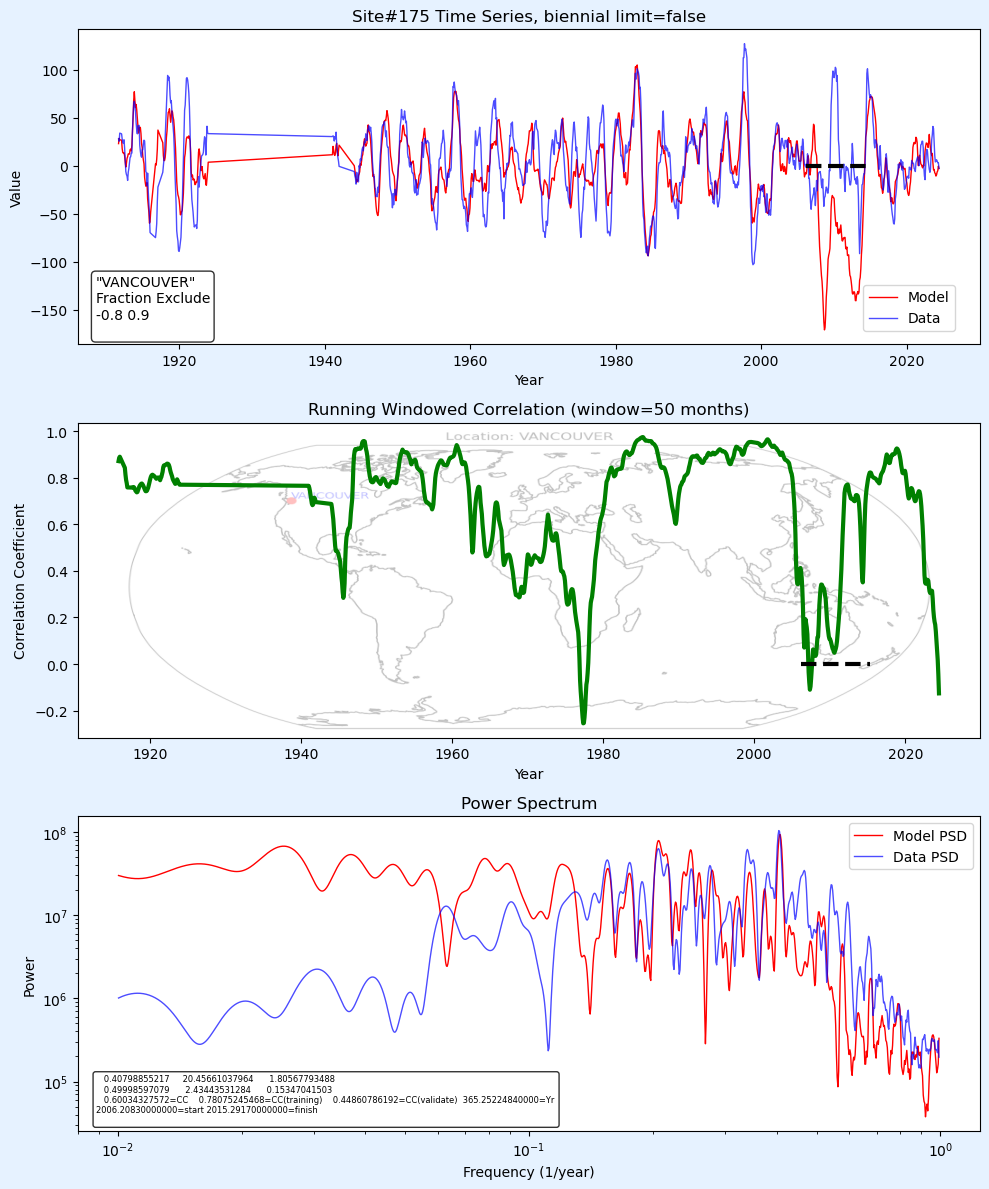 Site#175 Time Series, biennial limit=false
Value
100
50
0
−50
−100
−150
"VANCOUVER"
Fraction Exclude
-0.8 0.9
Model
Data
1920
1940
1960
1980
2000
2020
Year
Running Windowed Correlation (window=50 months)
Location: VANCOUVER
VANCOUVER
Correlation Coefficient
1.0
0.8
0.6
0.4
0.2
0.0
−0.2
1920
1940
1960
1980
2000
2020
Year
Power Spectrum
Power
10^8
10^7
10^6
10^5
Model PSD
Data PSD
0.40798855217 20.45661037964 1.80567793488
0.49998597079 2.43443531284 0.15347041503
0.60034327572=CC 0.78075245468=CC(training) 0.44860786192=CC(validate) 365.25224840000=Yr
2006.20830000000=start 2015.29170000000=finish
10^−2
10^−1
10^0
Frequency (1/year)